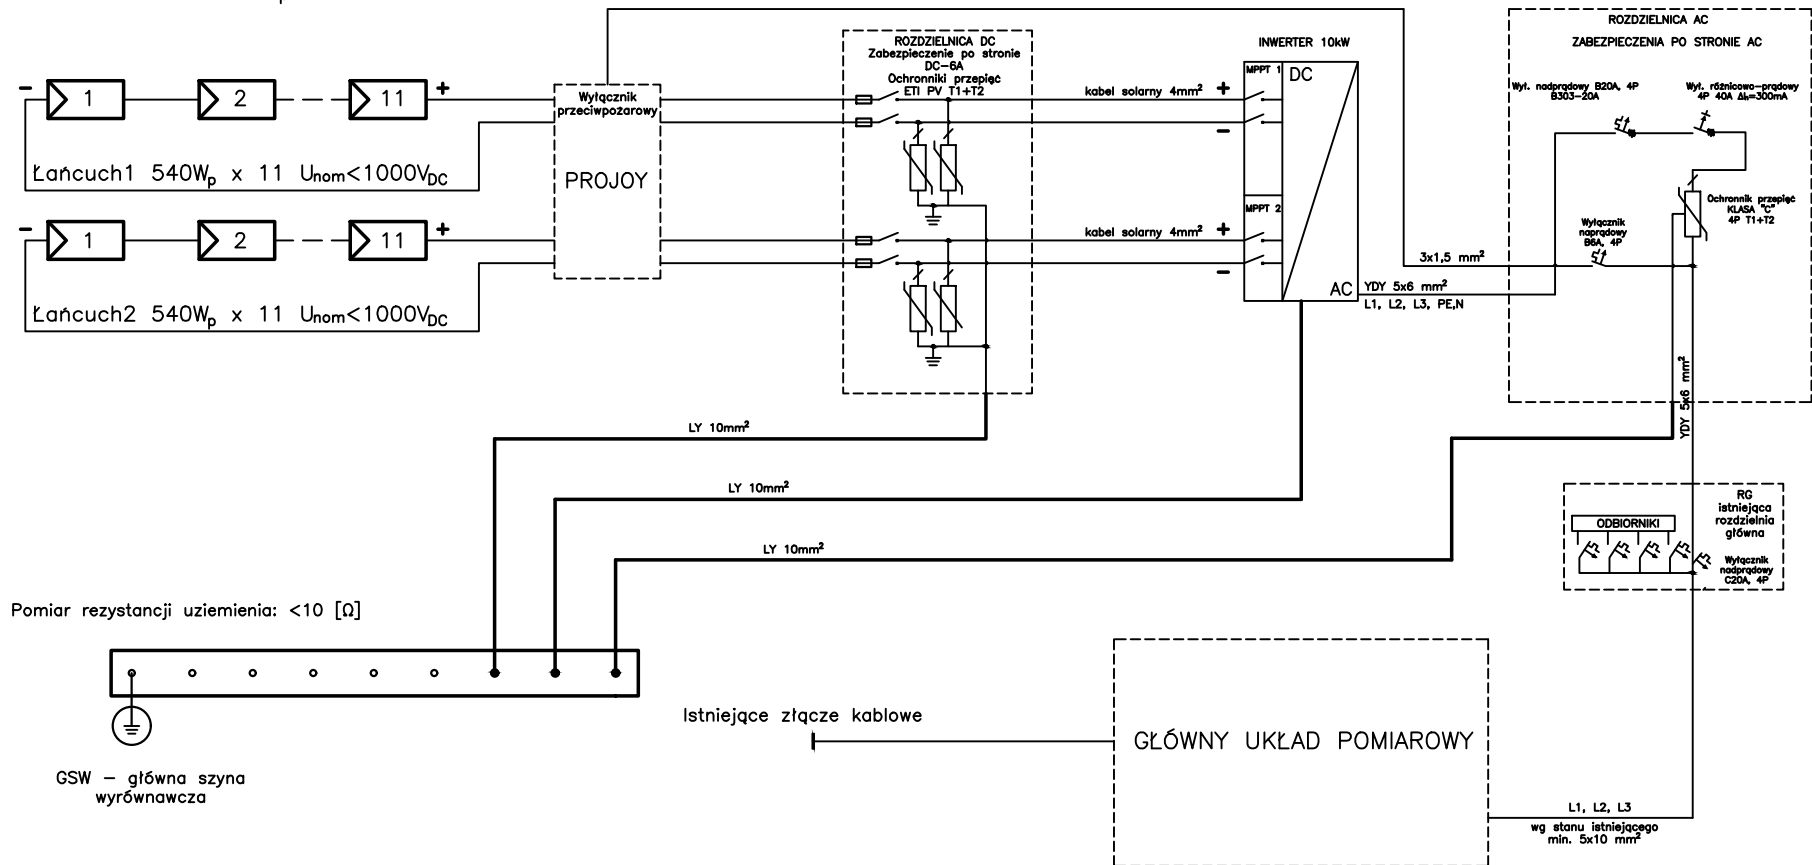 ROZDZIELNICA DC
Zabezpieczenie po stronie
DC-6A
Ochronniki przepięć
ETI PV T1+T2
INWERTER 10kW
ROZDZIELNICA AC
ZABEZPIECZENIA PO STRONIE AC
- 1 2 11 +
Wyłącznik
przeciwpożarowy
PROJOY
kabel solarny 4mm² +
-
MPPT 1
DC
Wył. nadprądowy B20A, 4P
B303-20A
Wył. różnicowo-prądowy
4P 40A Δin=300mA
Łańcuch1 540Wp x 11 Unom<1000VDC
- 1 2 11 +
kabel solarny 4mm² +
-
MPPT 2
AC
Ochronnik przepięć
KLASA "C"
4P T1+T2
Wyłącznik
naprądowy
B6A, 4P
3x1,5 mm²
YDY 5x6 mm²
L1, L2, L3, PE,N
Łańcuch2 540Wp x 11 Unom<1000VDC
YDY 5x6 mm²
LY 10mm²
LY 10mm²
LY 10mm²
RG
istniejąca
rozdzielnia
główna
ODBIORNIKI
Wyłącznik
nadprądowy
C20A, 4P
Pomiar rezystancji uziemienia: <10 [Ω]
GSW – główna szyna
wyrównawcza
Istniejące złącze kablowe
GŁÓWNY UKŁAD POMIAROWY
L1, L2, L3
wg stanu istniejącego
min. 5x10 mm²